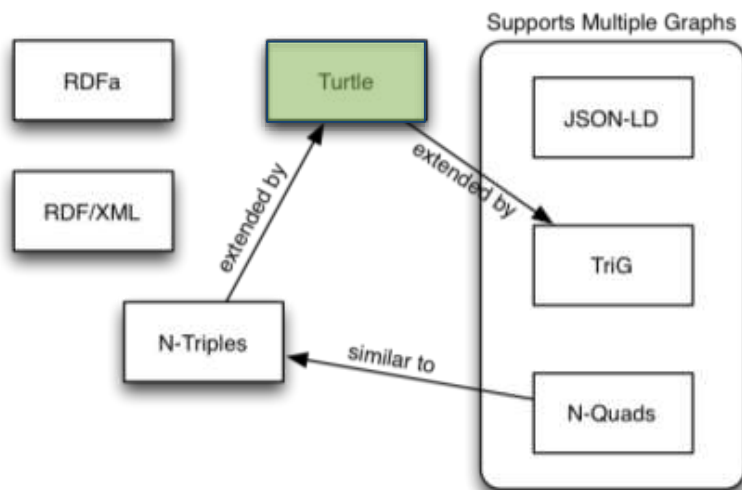 Supports Multiple Graphs
RDFa
Turtle
JSON-LD
extended by
extended by
RDF/XML
TriG
N-Triples
similar to
N-Quads